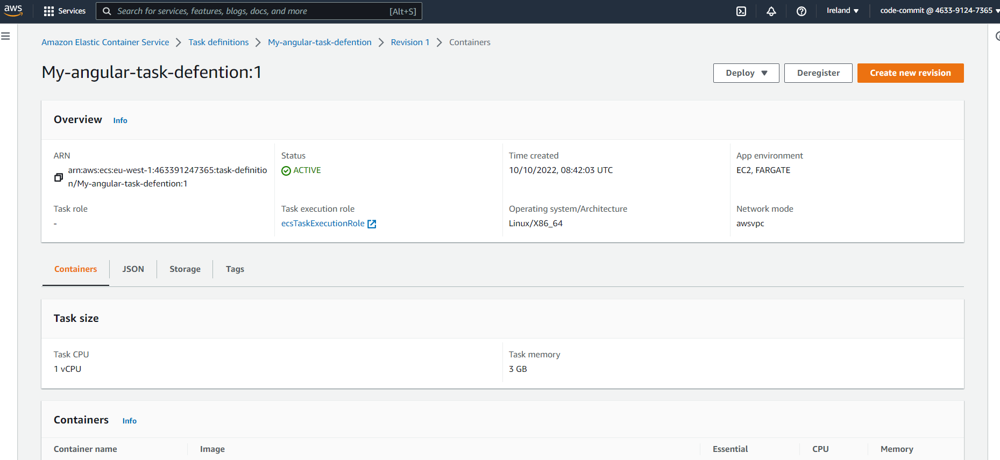 aws Services Search for services, features, blogs, docs, and more [Alt+S] Ireland code-commit @ 4633-9124-7365
Amazon Elastic Container Service Task definitions My-angular-task-defention Revision 1 Containers
My-angular-task-defention:1 Deploy Deregister Create new revision
Overview Info
ARN Status Time created App environment
arn:aws:ecs:eu-west-1:463391247365:task-definitio ACTIVE 10/10/2022, 08:42:03 UTC EC2, FARGATE
n/My-angular-task-defention:1
Task role Task execution role Operating system/Architecture Network mode
- ecsTaskExecutionRole Linux/X86_64 awsvpc
Containers JSON Storage Tags
Task size
Task CPU Task memory
1 vCPU 3 GB
Containers Info
Container name Image Essential CPU Memory